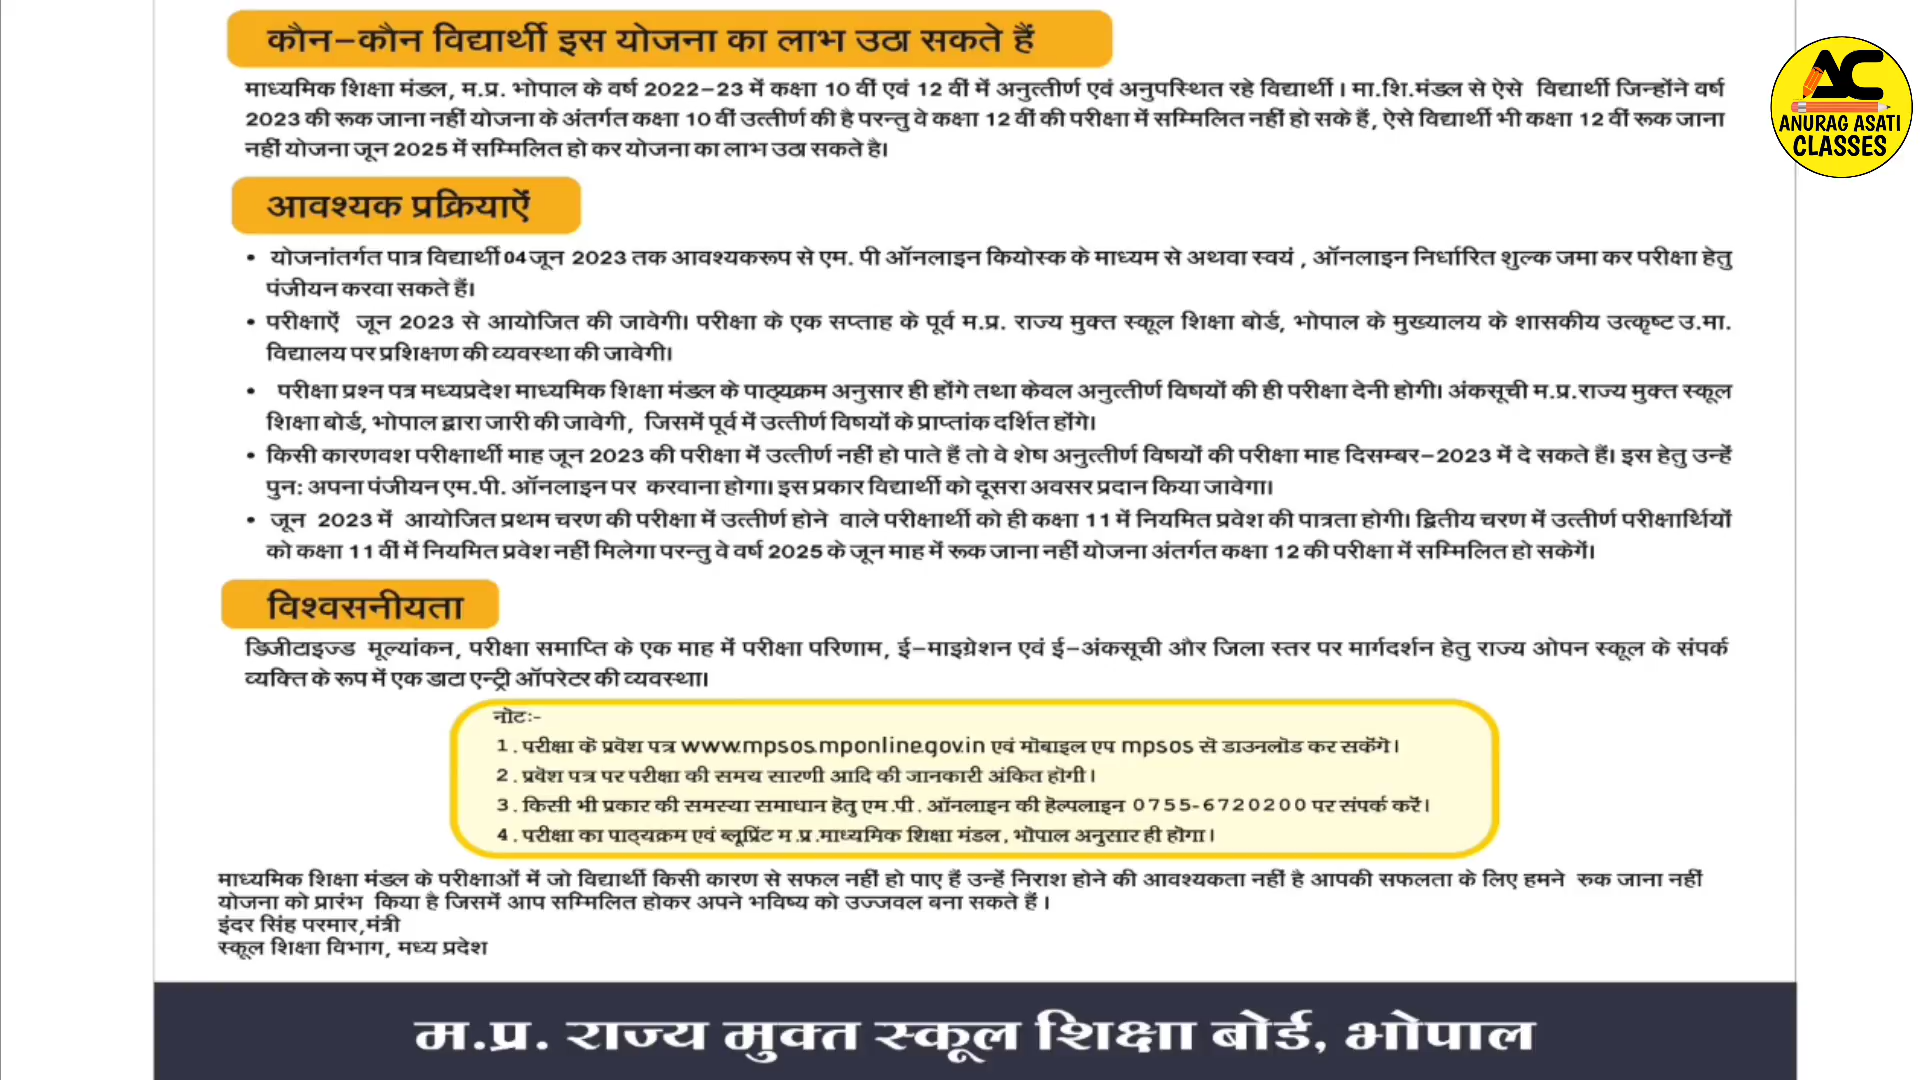 कौन–कौन विद्यार्थी इस योजना का लाभ उठा सकते हैं
माध्यमिक शिक्षा मंडल, म.प्र. भोपाल के वर्ष 2022–23 में कक्षा 10 वीं एवं 12 वीं में अनुत्तीर्ण एवं अनुपस्थित रहे विद्यार्थी। मा.शि.मंडल से ऐसे विद्यार्थी जिन्होंने वर्ष
2023 की रूक जाना नहीं योजना के अंतर्गत कक्षा 10 वीं उत्तीर्ण की है परन्तु वे कक्षा 12 वीं की परीक्षा में सम्मिलित नहीं हो सके हैं, ऐसे विद्यार्थी भी कक्षा 12 वीं रूक जाना
नहीं योजना जून 2025 में सम्मिलित हो कर योजना का लाभ उठा सकते है।
आवश्यक प्रक्रियाऐं
• योजनांतर्गत पात्र विद्यार्थी 04 जून 2023 तक आवश्यकरूप से एम. पी ऑनलाइन कियोस्क के माध्यम से अथवा स्वयं , ऑनलाइन निर्धारित शुल्क जमा कर परीक्षा हेतु
पंजीयन करवा सकते हैं।
• परीक्षाऐं जून 2023 से आयोजित की जावेगी। परीक्षा के एक सप्ताह के पूर्व म.प्र. राज्य मुक्त स्कूल शिक्षा बोर्ड, भोपाल के मुख्यालय के शासकीय उत्कृष्ट उ.मा.
विद्यालय पर प्रशिक्षण की व्यवस्था की जावेगी।
• परीक्षा प्रश्न पत्र मध्यप्रदेश माध्यमिक शिक्षा मंडल के पाठ्यक्रम अनुसार ही होंगे तथा केवल अनुत्तीर्ण विषयों की ही परीक्षा देनी होगी। अंकसूची म.प्र.राज्य मुक्त स्कूल
शिक्षा बोर्ड, भोपाल द्वारा जारी की जावेगी, जिसमें पूर्व में उत्तीर्ण विषयों के प्राप्तांक दर्शित होंगे।
• किसी कारणवश परीक्षार्थी माह जून 2023 की परीक्षा में उत्तीर्ण नहीं हो पाते हैं तो वे शेष अनुत्तीर्ण विषयों की परीक्षा माह दिसम्बर–2023 में दे सकते हैं। इस हेतु उन्हें
पुन: अपना पंजीयन एम.पी. ऑनलाइन पर करवाना होगा। इस प्रकार विद्यार्थी को दूसरा अवसर प्रदान किया जावेगा।
• जून 2023 में आयोजित प्रथम चरण की परीक्षा में उत्तीर्ण होने वाले परीक्षार्थी को ही कक्षा 11 में नियमित प्रवेश की पात्रता होगी। द्वितीय चरण में उत्तीर्ण परीक्षार्थियों
को कक्षा 11 वीं में नियमित प्रवेश नहीं मिलेगा परन्तु वे वर्ष 2025 के जून माह में रूक जाना नहीं योजना अंतर्गत कक्षा 12 की परीक्षा में सम्मिलित हो सकेगें।
विश्वसनीयता
डिजीटाइज्ड मूल्यांकन, परीक्षा समाप्ति के एक माह में परीक्षा परिणाम, ई–माइग्रेशन एवं ई–अंकसूची और जिला स्तर पर मार्गदर्शन हेतु राज्य ओपन स्कूल के संपर्क
व्यक्ति के रूप में एक डाटा एन्ट्री ऑपरेटर की व्यवस्था।
नोटः-
1. परीक्षा के प्रवेश पत्र www.mpsos.mponline.gov.in एवं मोबाइल एप mpsos से डाउनलोड कर सकेंगे।
2. प्रवेश पत्र पर परीक्षा की समय सारणी आदि की जानकारी अंकित होगी।
3. किसी भी प्रकार की समस्या समाधान हेतु एम.पी. ऑनलाइन की हेल्पलाइन 0755-6720200 पर संपर्क करें।
4. परीक्षा का पाठ्यक्रम एवं ब्लूप्रिंट म.प्र.माध्यमिक शिक्षा मंडल, भोपाल अनुसार ही होगा।
माध्यमिक शिक्षा मंडल के परीक्षाओं में जो विद्यार्थी किसी कारण से सफल नहीं हो पाए हैं उन्हें निराश होने की आवश्यकता नहीं है आपकी सफलता के लिए हमने रुक जाना नहीं
योजना को प्रारंभ किया है जिसमें आप सम्मिलित होकर अपने भविष्य को उज्जवल बना सकते हैं।
इंदर सिंह परमार,मंत्री
स्कूल शिक्षा विभाग, मध्य प्रदेश
म.प्र. राज्य मुक्त स्कूल शिक्षा बोर्ड, भोपाल
AC
ANURAG ASATI
CLASSES